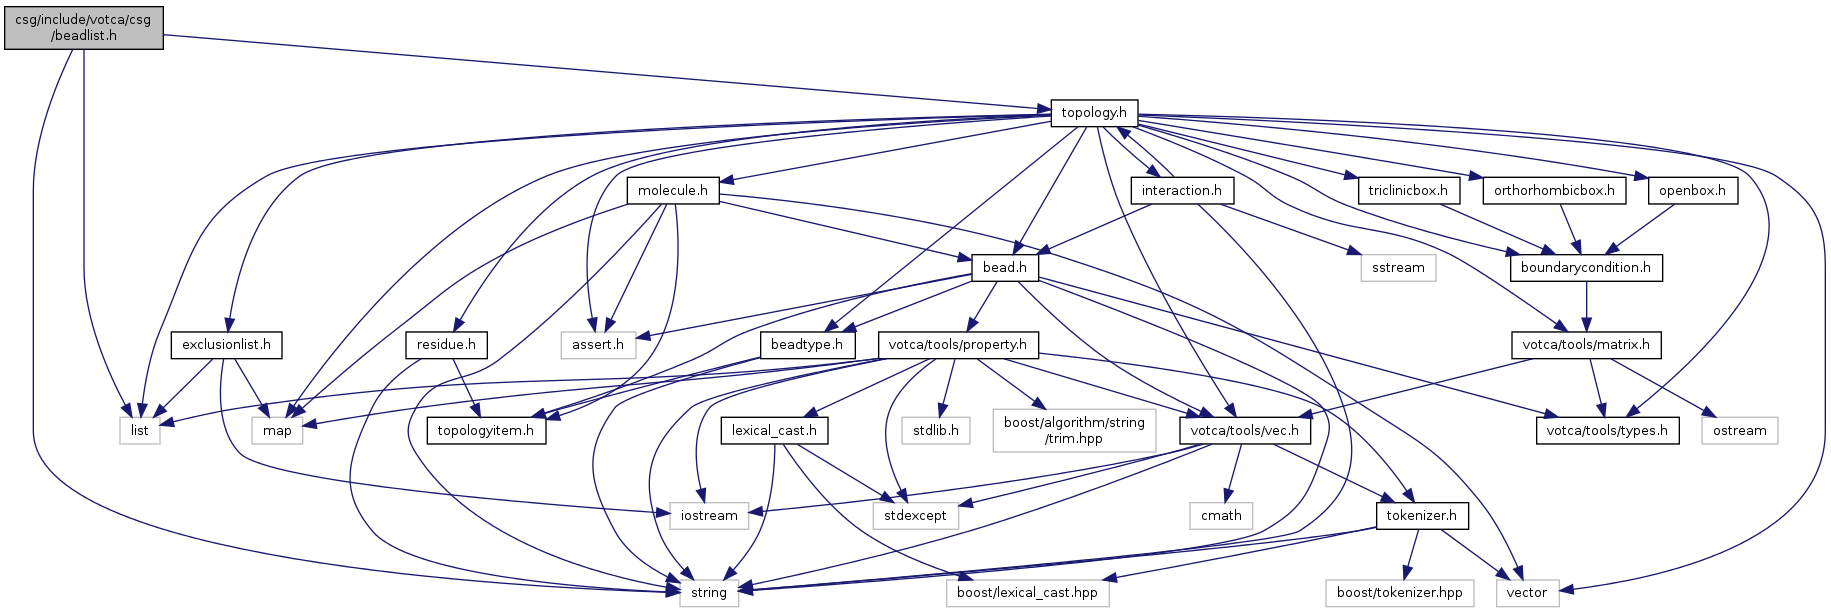 csg/include/votca/csg
/beadlist.h
topology.h
molecule.h
interaction.h
triclinicbox.h
orthorhombicbox.h
openbox.h
bead.h
sstream
boundarycondition.h
exclusionlist.h
residue.h
assert.h
beadtype.h
votca/tools/property.h
votca/tools/matrix.h
list
map
topologyitem.h
lexical_cast.h
stdlib.h
boost/algorithm/string
/trim.hpp
votca/tools/vec.h
votca/tools/types.h
ostream
iostream
stdexcept
cmath
tokenizer.h
string
boost/lexical_cast.hpp
boost/tokenizer.hpp
vector